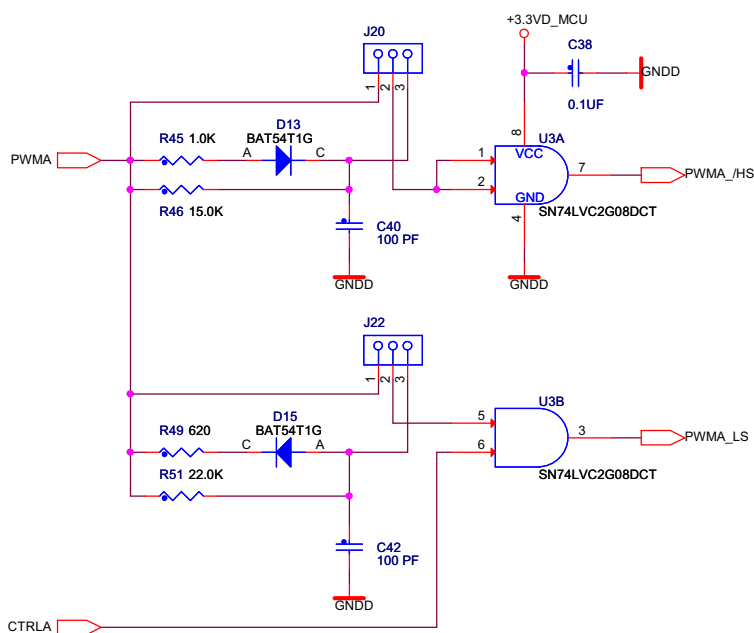 +3.3VD_MCU
J20
C38
GNDD
0.1UF
1
2
3
D13
BAT54T1G
R45 1.0K
A
C
8
U3A
VCC
PWMA
1
2
7
PWMA_/HS
GND
4
R46 15.0K
SN74LVC2G08DCT
C40
100 PF
GNDD
GNDD
J22
1
2
3
U3B
D15
BAT54T1G
5
R49 620
C
A
6
3
PWMA_LS
R51 22.0K
SN74LVC2G08DCT
C42
100 PF
GNDD
CTRLA